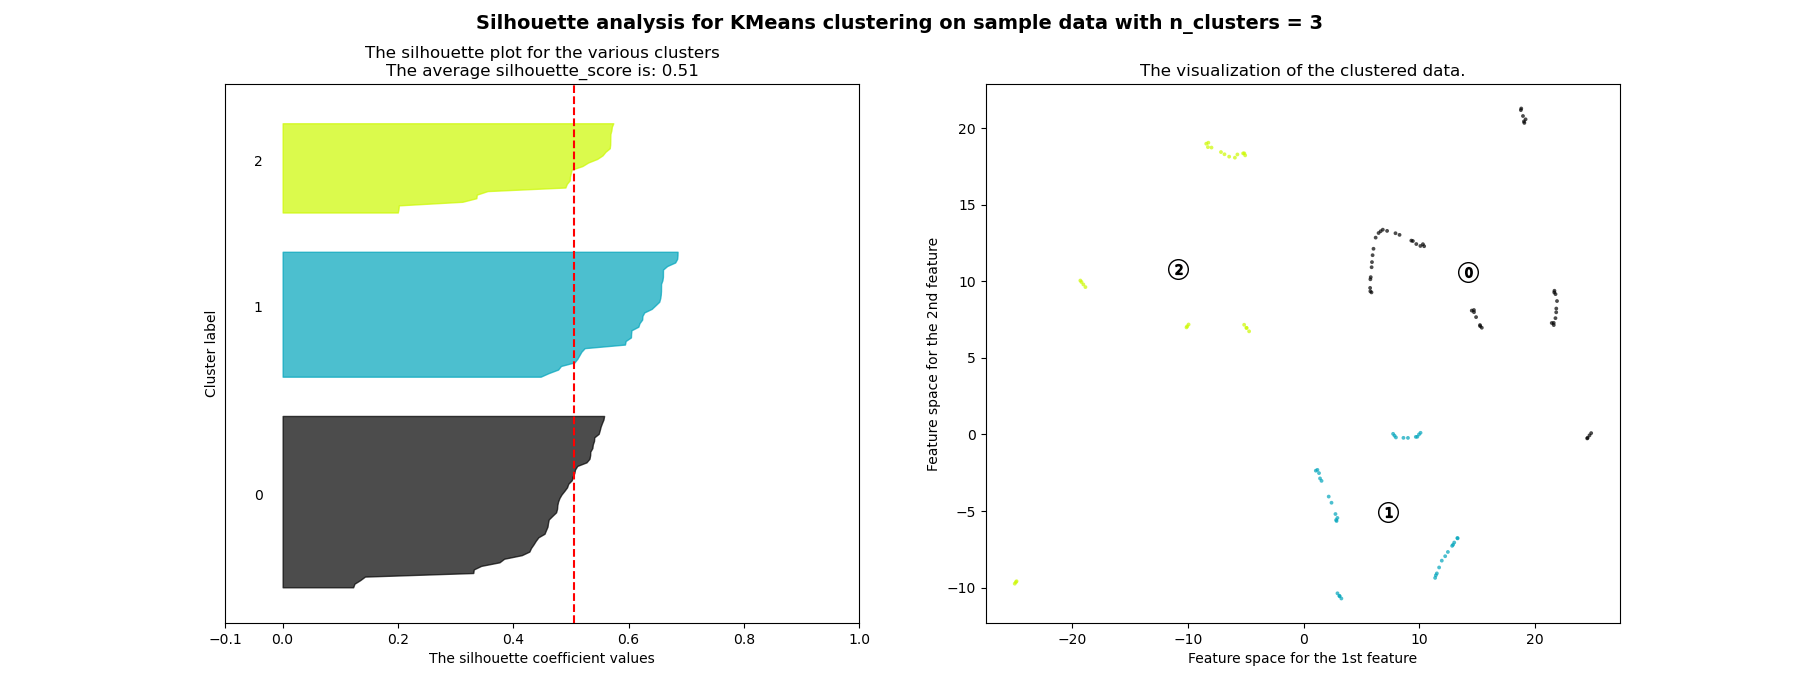 Silhouette analysis for KMeans clustering on sample data with n_clusters = 3
The silhouette plot for the various clusters
The average silhouette_score is: 0.51
2
1
0
Cluster label
−0.1 0.0 0.2 0.4 0.6 0.8 1.0
The silhouette coefficient values
The visualization of the clustered data.
20
15
10
5
0
−5
−10
Feature space for the 2nd feature
2
0
1
−20 −10 0 10 20
Feature space for the 1st feature